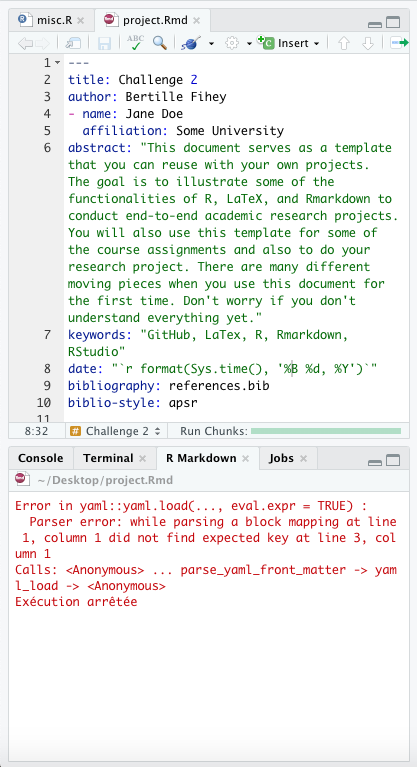 misc.R × project.Rmd ×
ABC Insert
1 ---
2 title: Challenge 2
3 author: Bertille Fihey
4 - name: Jane Doe
5   affiliation: Some University
6 abstract: "This document serves as a template
that you can reuse with your own projects.
The goal is to illustrate some of the
functionalities of R, LaTeX, and Rmarkdown to
conduct end-to-end academic research projects.
You will also use this template for some of
the course assignments and also to do your
research project. There are many different
moving pieces when you use this document for
the first time. Don't worry if you don't
understand everything yet."
7 keywords: "GitHub, LaTex, R, Rmarkdown,
RStudio"
8 date: "`r format(Sys.time(), '%B %d, %Y')`"
9 bibliography: references.bib
10 biblio-style: apsr
11
8:32 # Challenge 2 Run Chunks:
Console Terminal × R Markdown × Jobs ×
~/Desktop/project.Rmd
Error in yaml::yaml.load(..., eval.expr = TRUE) :
  Parser error: while parsing a block mapping at line
 1, column 1 did not find expected key at line 3, col
umn 1
Calls: <Anonymous> ... parse_yaml_front_matter -> yam
l_load -> <Anonymous>
Exécution arrêtée